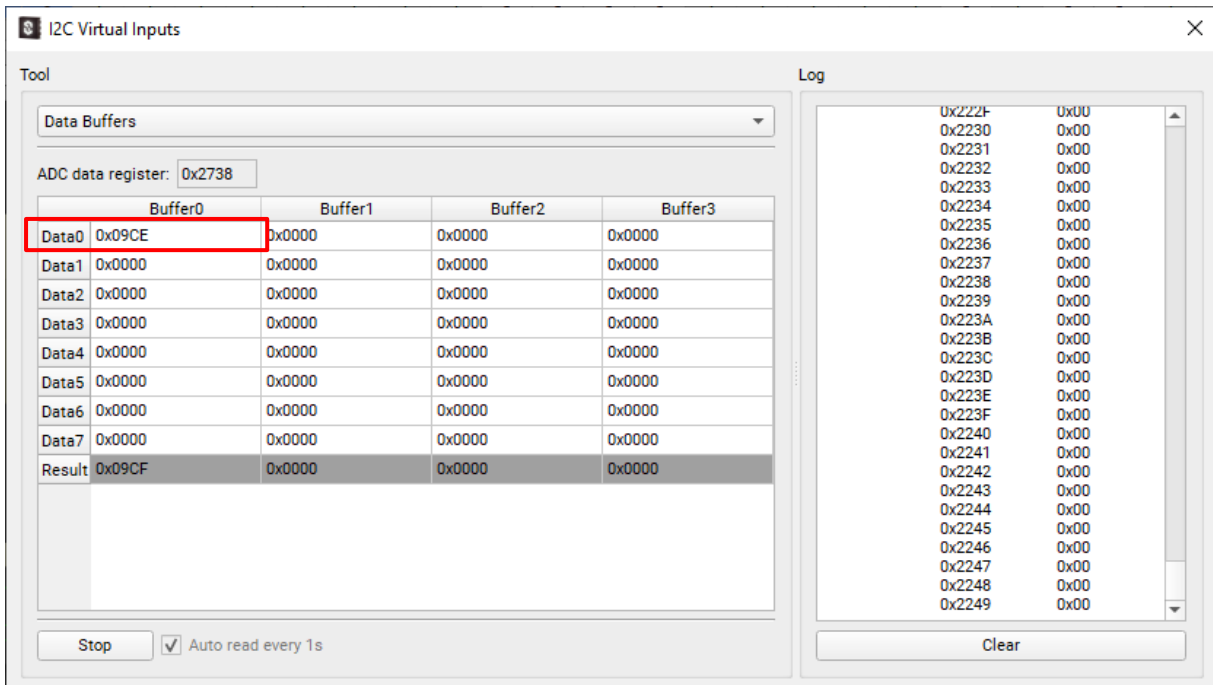 I2C Virtual Inputs
Tool
Data Buffers
ADC data register: 0x2738
Buffer0 Buffer1 Buffer2 Buffer3
Data0 0x09CE 0x0000 0x0000 0x0000
Data1 0x0000 0x0000 0x0000 0x0000
Data2 0x0000 0x0000 0x0000 0x0000
Data3 0x0000 0x0000 0x0000 0x0000
Data4 0x0000 0x0000 0x0000 0x0000
Data5 0x0000 0x0000 0x0000 0x0000
Data6 0x0000 0x0000 0x0000 0x0000
Data7 0x0000 0x0000 0x0000 0x0000
Result 0x09CF 0x0000 0x0000 0x0000
Stop Auto read every 1s
Log
0x222F 0x00
0x2230 0x00
0x2231 0x00
0x2232 0x00
0x2233 0x00
0x2234 0x00
0x2235 0x00
0x2236 0x00
0x2237 0x00
0x2238 0x00
0x2239 0x00
0x223A 0x00
0x223B 0x00
0x223C 0x00
0x223D 0x00
0x223E 0x00
0x223F 0x00
0x2240 0x00
0x2241 0x00
0x2242 0x00
0x2243 0x00
0x2244 0x00
0x2245 0x00
0x2246 0x00
0x2247 0x00
0x2248 0x00
0x2249 0x00
Clear